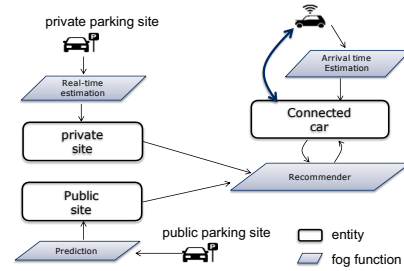 private parking site
Real-time
estimation
private
site
Public
site
Prediction
public parking site
Arrival time
Estimation
Connected
car
Recommender
entity
fog function
P
P